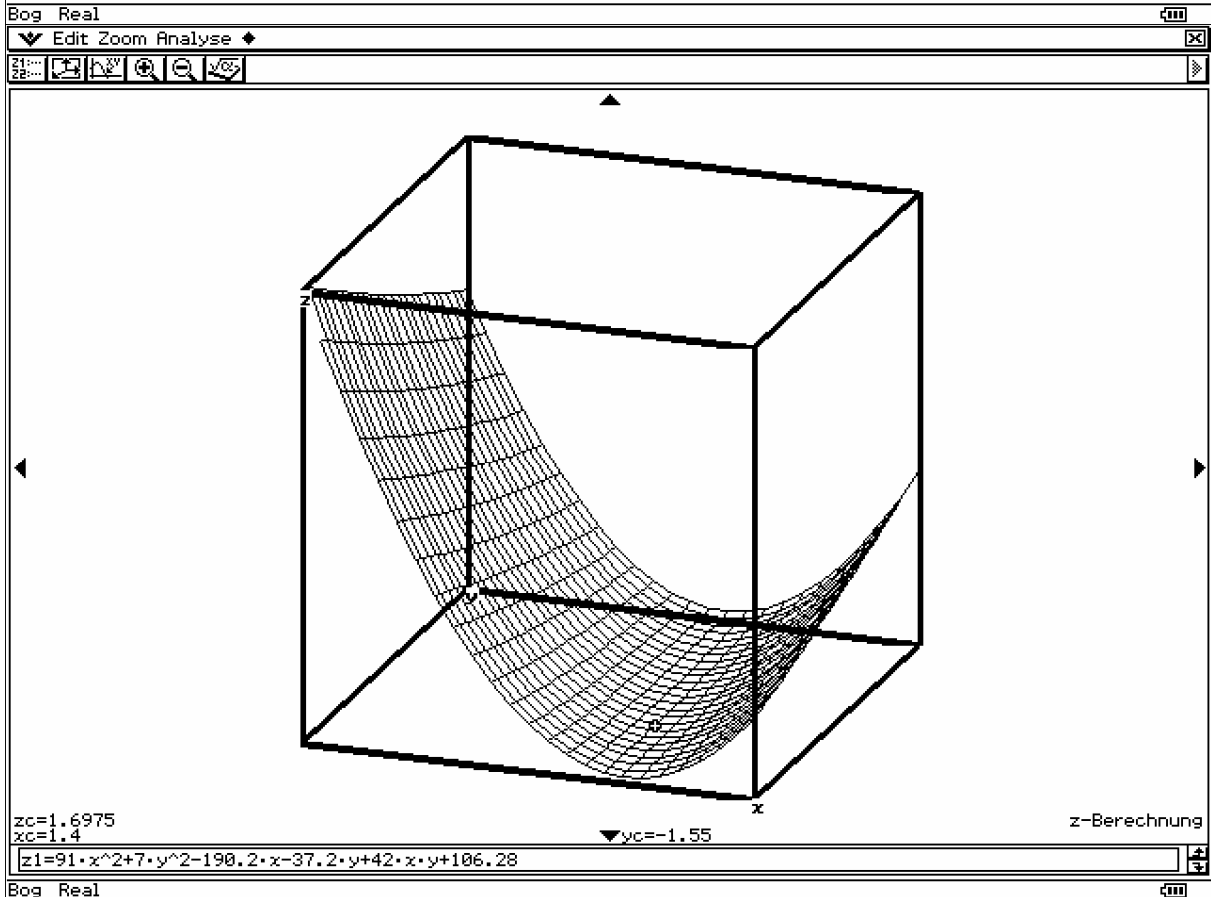 Bog Real
Edit Zoom Analyse
z
y
x
zc=1.6975
xc=1.4
yc=-1.55
z-Berechnung
z1=91·x^2+7·y^2-190.2·x-37.2·y+42·x·y+106.28
Bog Real